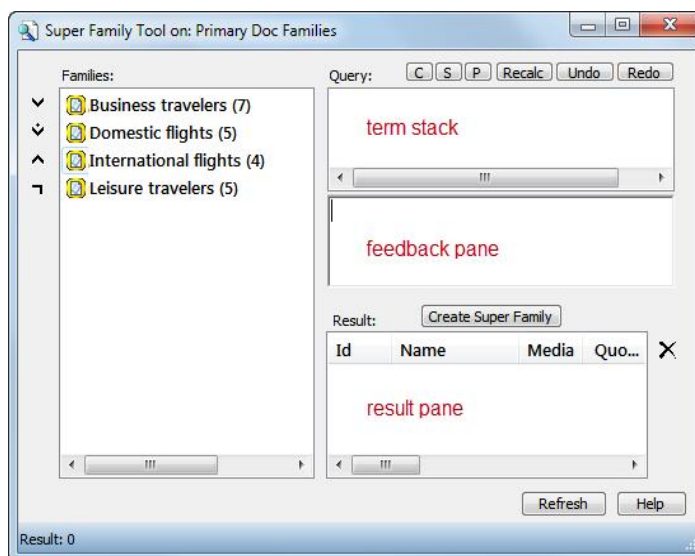 Super Family Tool on: Primary Doc Families
Families:
Business travelers (7)
Domestic flights (5)
International flights (4)
Leisure travelers (5)
Query:
C S P Recalc Undo Redo
term stack
feedback pane
Result:
Create Super Family
Id Name Media Quo...
result pane
Refresh Help
Result: 0